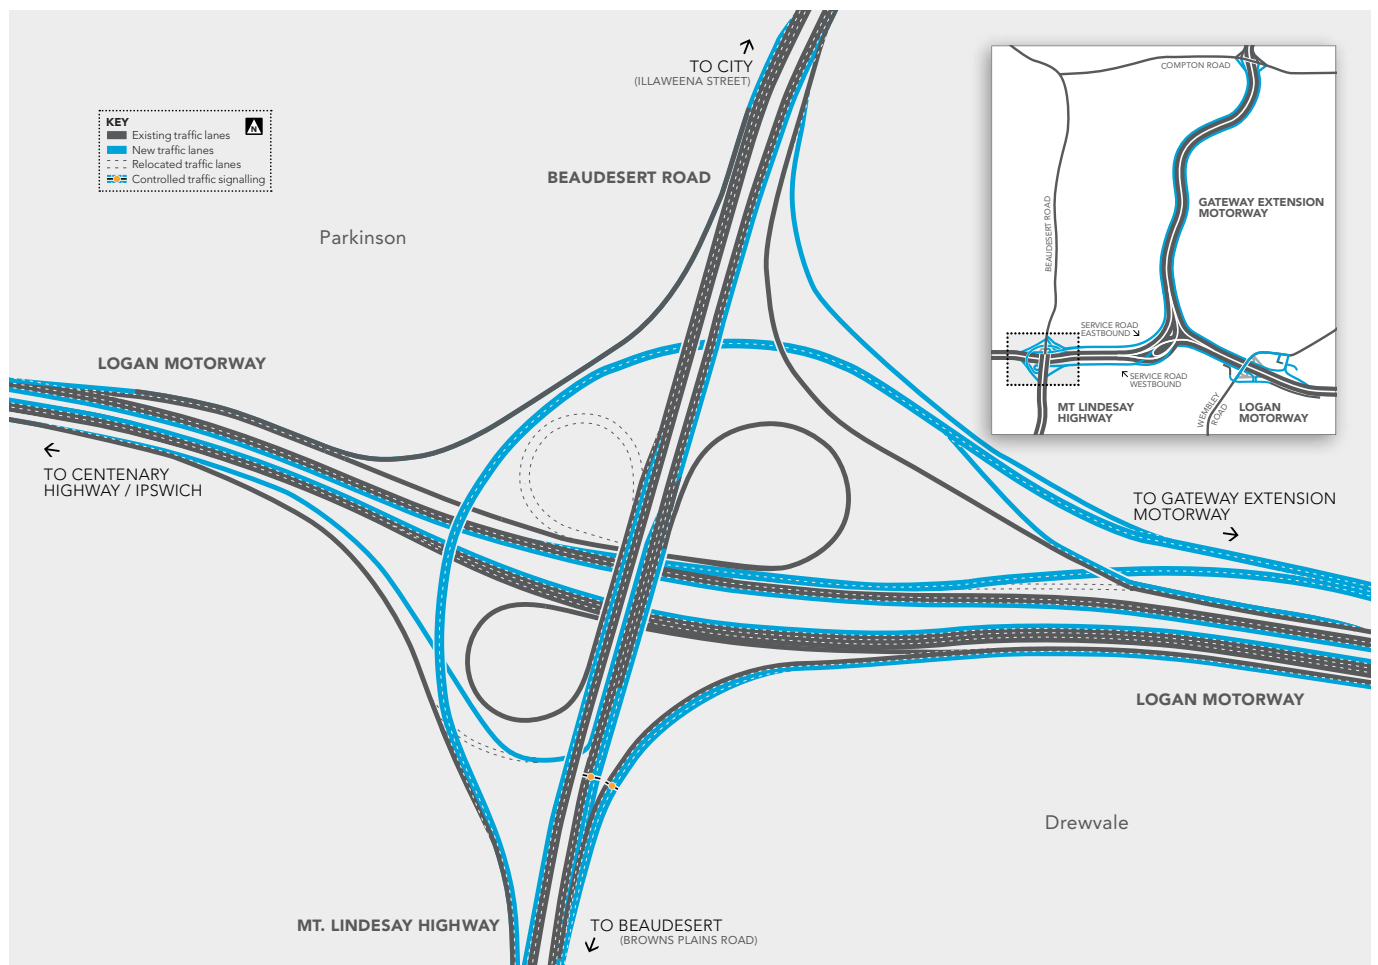 TO CITY
(ILLAWEENA STREET)
KEY
N
Existing traffic lanes
New traffic lanes
Relocated traffic lanes
Controlled traffic signalling
BEAUDESERT ROAD
Parkinson
LOGAN MOTORWAY
TO CENTENARY
HIGHWAY / IPSWICH
COMPTON ROAD
GATEWAY EXTENSION
MOTORWAY
BEAUDESERT ROAD
SERVICE ROAD
EASTBOUND
SERVICE ROAD
WESTBOUND
MT LINDESAY
HIGHWAY
WEMBLEY
ROAD
LOGAN
MOTORWAY
TO GATEWAY EXTENSION
MOTORWAY
LOGAN MOTORWAY
Drewvale
MT. LINDESAY HIGHWAY
TO BEAUDESERT
(BROWNS PLAINS ROAD)